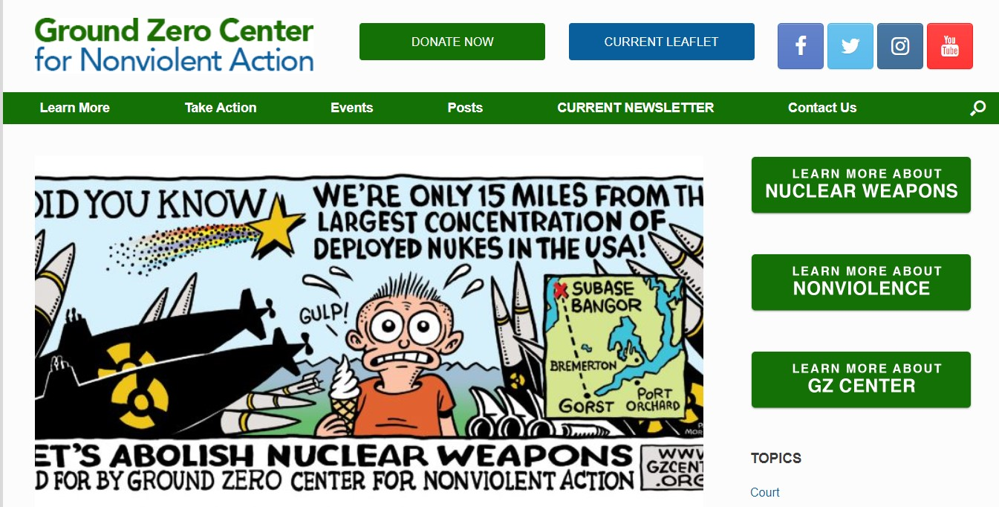 Ground Zero Center
for Nonviolent Action
DONATE NOW
CURRENT LEAFLET
f
You
Tube
Learn More
Take Action
Events
Posts
CURRENT NEWSLETTER
Contact Us
DID YOU KNOW
WE'RE ONLY 15 MILES FROM TH
LARGEST CONCENTRATION OF
DEPLOYED NUKES IN THE USA!
GULP!
X SUBASE
BANGOR
BREMERTON
PORT
GORST ORCHARD
ET'S ABOLISH NUCLEAR WEAPONS
D FOR BY GROUND ZERO CENTER FOR NONVIOLENT ACTION
WWW
GZCENT
.ORG
LEARN MORE ABOUT
NUCLEAR WEAPONS
LEARN MORE ABOUT
NONVIOLENCE
LEARN MORE ABOUT
GZ CENTER
TOPICS
Court